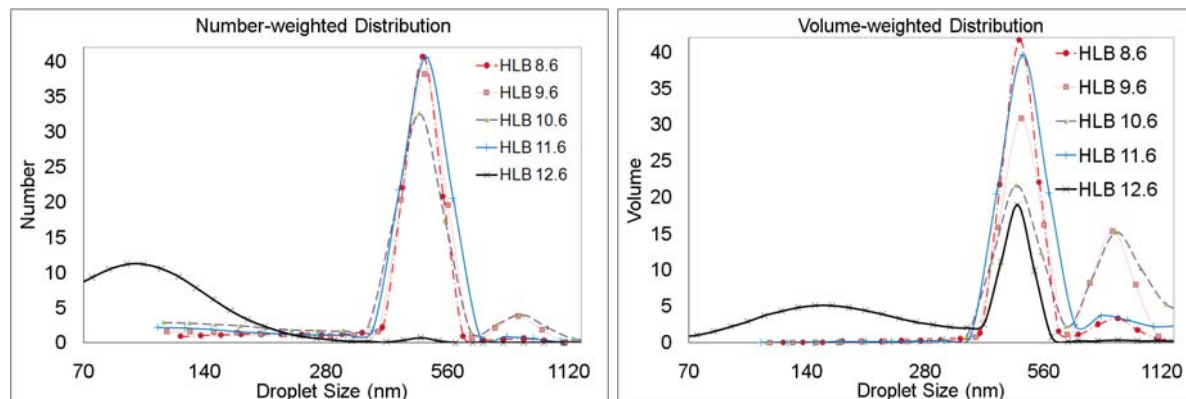 Number-weighted Distribution
40
35
30
25
20
15
10
5
0
Number
HLB 8.6
HLB 9.6
HLB 10.6
HLB 11.6
HLB 12.6
70 140 280 560 1120
Droplet Size (nm)
Volume-weighted Distribution
40
35
30
25
20
15
10
5
0
Volume
HLB 8.6
HLB 9.6
HLB 10.6
HLB 11.6
HLB 12.6
70 140 280 560 1120
Droplet Size (nm)